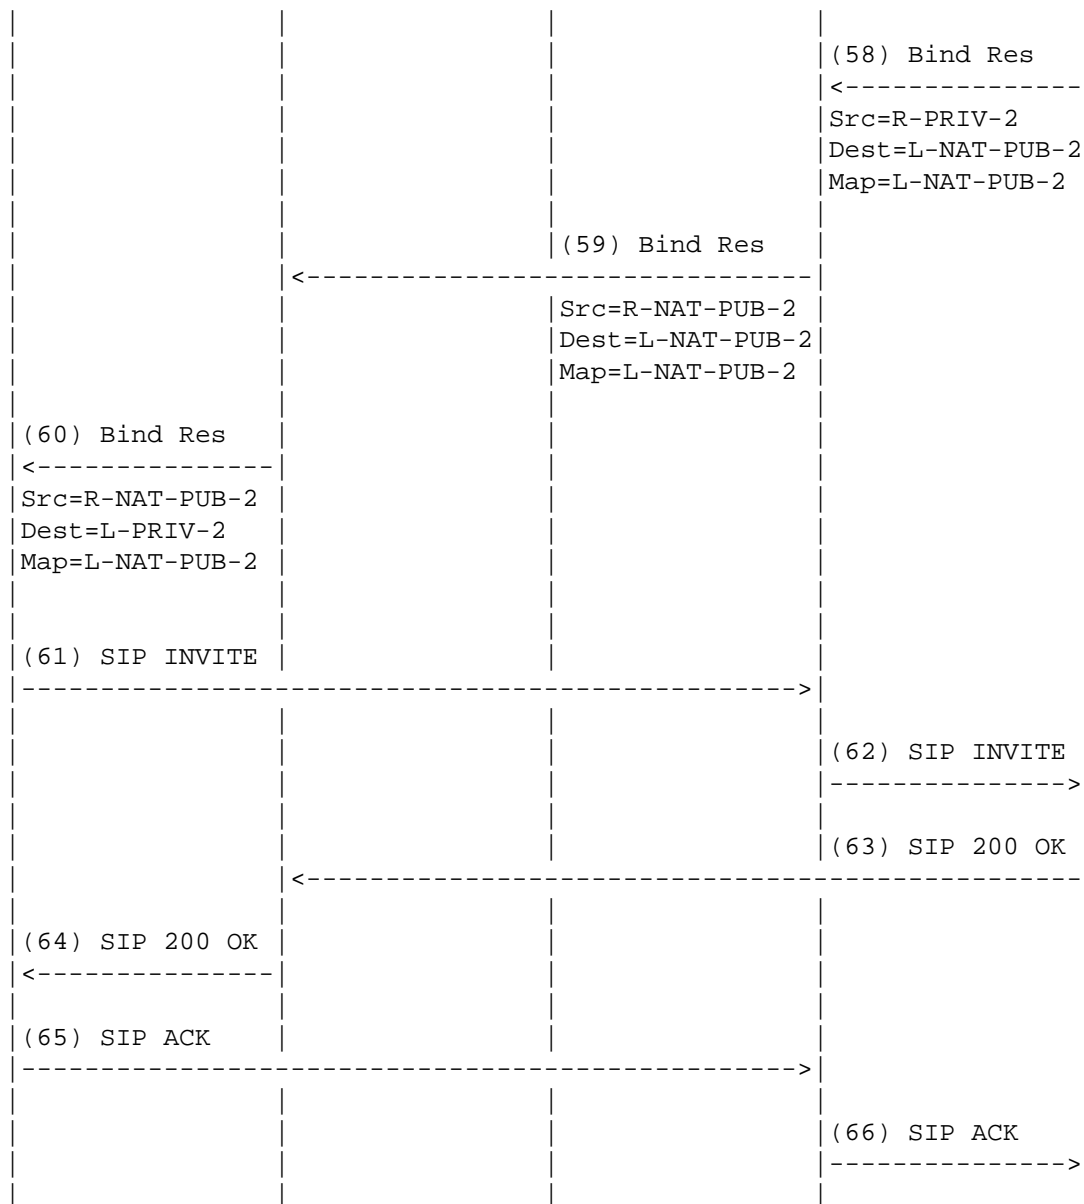 (58) Bind Res
Src=R-PRIV-2
Dest=L-NAT-PUB-2
Map=L-NAT-PUB-2
(59) Bind Res
Src=R-NAT-PUB-2
Dest=L-NAT-PUB-2
Map=L-NAT-PUB-2
(60) Bind Res
Src=R-NAT-PUB-2
Dest=L-PRIV-2
Map=L-NAT-PUB-2
(61) SIP INVITE
(62) SIP INVITE
(63) SIP 200 OK
(64) SIP 200 OK
(65) SIP ACK
(66) SIP ACK